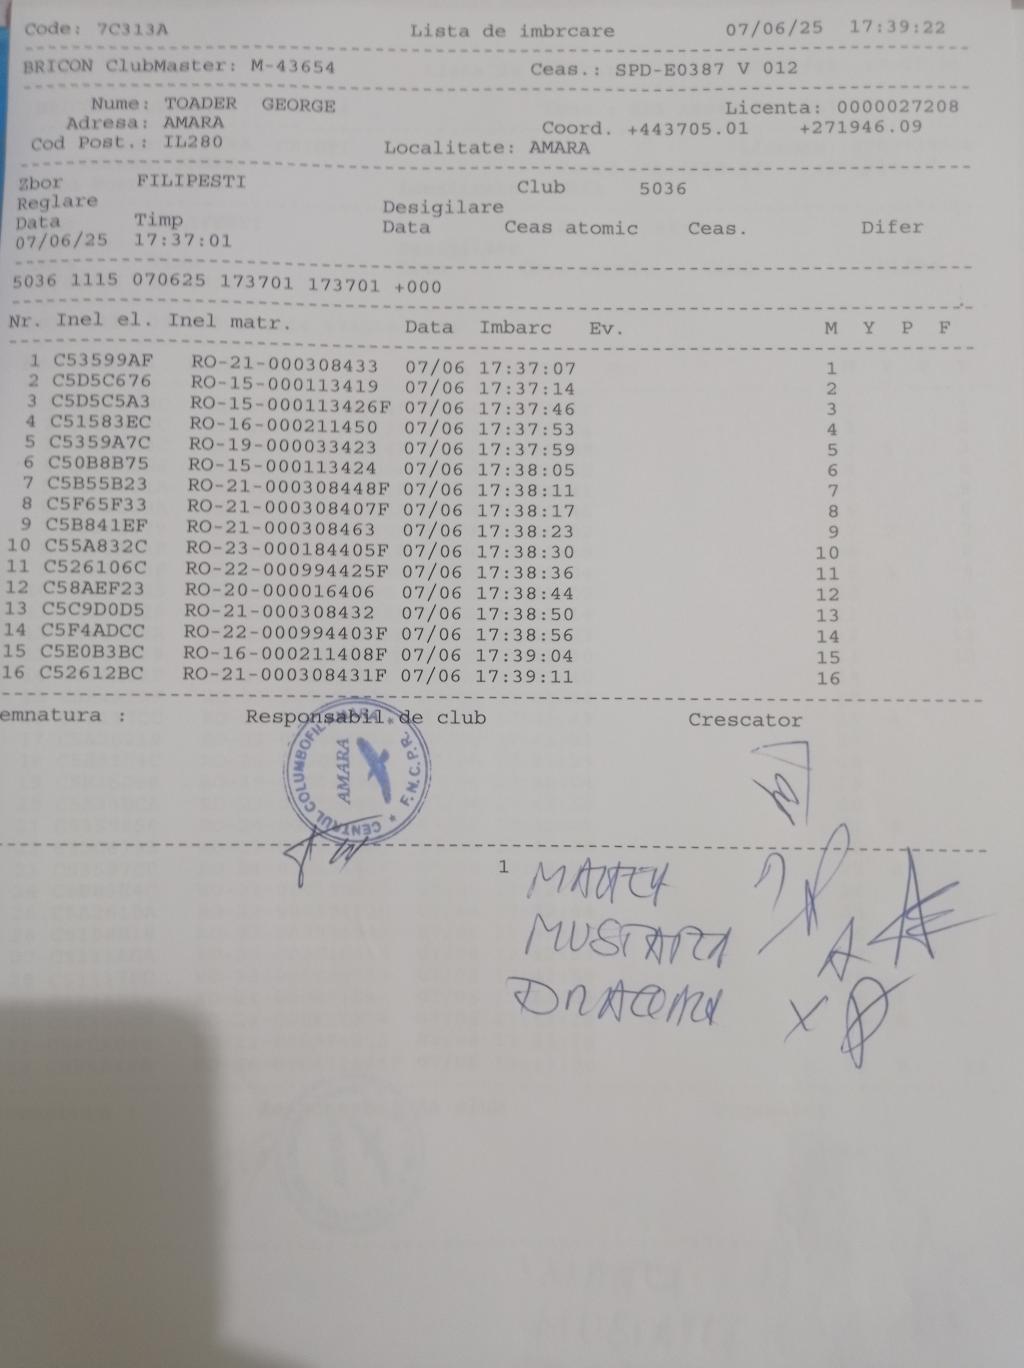 Code: 7C313A Lista de imbrcare 07/06/25 17:39:22
BRICON ClubMaster: M-43654 Ceas.: SPD-E0387 V 012
Nume: TOADER GEORGE Licenta: 0000027208
Adresa: AMARA Coord. +443705.01 +271946.09
Cod Post.: IL280 Localitate: AMARA
Zbor FILIPESTI Club 5036
Reglare Desigilare
Data Timp Data Ceas atomic Ceas. Difer
07/06/25 17:37:01
5036 1115 070625 173701 173701 +000
Nr. Inel el. Inel matr. Data Imbarc Ev. M Y P F
1 C53599AF RO-21-000308433 07/06 17:37:07 1
2 C5D5C676 RO-15-000113419 07/06 17:37:14 2
3 C5D5C5A3 RO-15-000113426F 07/06 17:37:46 3
4 C51583EC RO-16-000211450 07/06 17:37:53 4
5 C5359A7C RO-19-000033423 07/06 17:37:59 5
6 C50B8B75 RO-15-000113424 07/06 17:38:05 6
7 C5B55B23 RO-21-000308448F 07/06 17:38:11 7
8 C5F65F33 RO-21-000308407F 07/06 17:38:17 8
9 C5B841EF RO-21-000308463 07/06 17:38:23 9
10 C55A832C RO-23-000184405F 07/06 17:38:30 10
11 C526106C RO-22-000994425F 07/06 17:38:36 11
12 C58AEF23 RO-20-000016406 07/06 17:38:44 12
13 C5C9D0D5 RO-21-000308432 07/06 17:38:50 13
14 C5F4ADCC RO-22-000994403F 07/06 17:38:56 14
15 C5E0B3BC RO-16-000211408F 07/06 17:39:04 15
16 C52612BC RO-21-000308431F 07/06 17:39:11 16
emnatura : Responsabil de club Crescator
CENTRUL COLUMBOFIL AMARA * F.N.C.P.R. *
AMARA
1